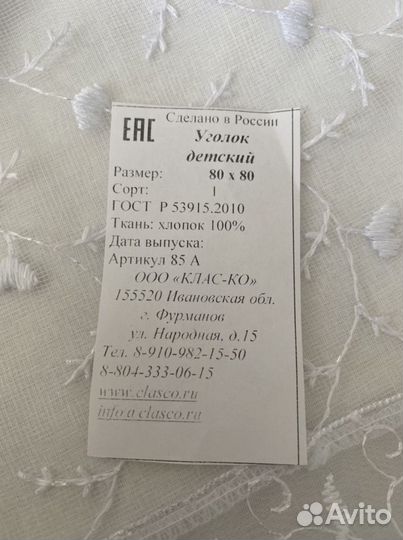 EAC Сделано в России
Уголок
детский
Размер: 80 х 80
Сорт: 1
ГОСТ Р 53915.2010
Ткань: хлопок 100%
Дата выпуска:
Артикул 85 А
ООО «КЛАС-КО»
155520 Ивановская обл.
г. Фурманов
ул. Народная, д.15
Тел. 8-910-982-15-50
8-804-333-06-15
www.clasco.ru
info@clasco.ru
Avito